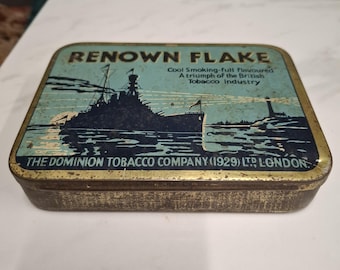 RENOWN FLAKE
Cool Smoking-Full Flavoured
A triumph of the British
Tobacco Industry
THE DOMINION TOBACCO COMPANY (1929) LTD. LONDON